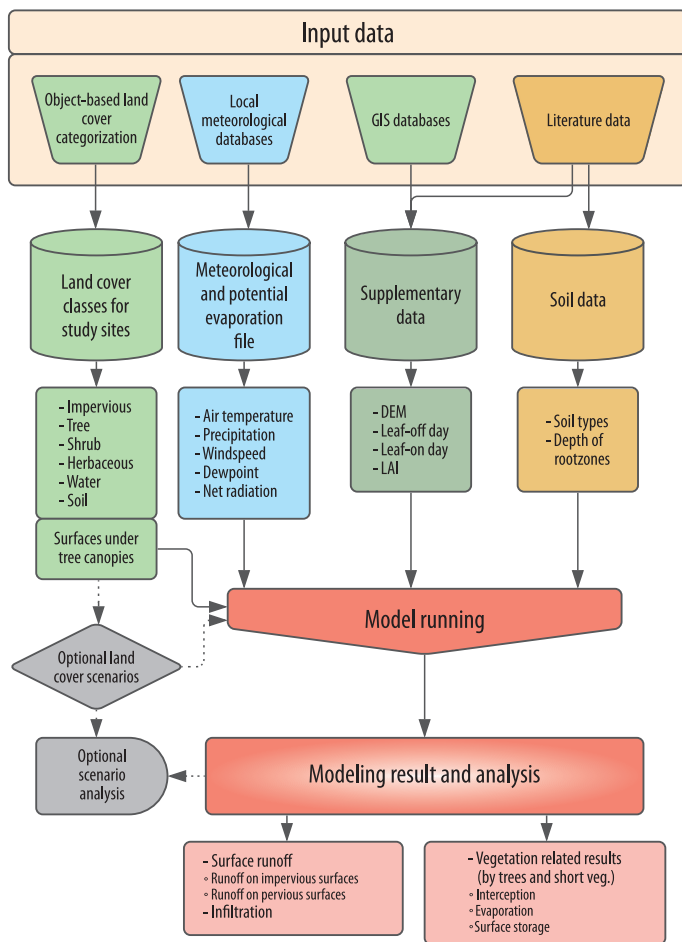 Input data
Object-based land
cover
categorization
Local
meteorological
databases
GIS databases
Literature data
Land cover
classes for
study sites
Meteorological
and potential
evaporation
file
Supplementary
data
Soil data
- Impervious
- Tree
- Shrub
- Herbaceous
- Water
- Soil
- Air temperature
- Precipitation
- Windspeed
- Dewpoint
- Net radiation
- DEM
- Leaf-off day
- Leaf-on day
- LAI
- Soil types
- Depth of
rootzones
Surfaces under
tree canopies
Model running
Optional land
cover scenarios
Optional
scenario
analysis
Modeling result and analysis
- Surface runoff
◦ Runoff on impervious surfaces
◦ Runoff on pervious surfaces
- Infiltration
- Vegetation related results
(by trees and short veg.)
◦ Interception
◦ Evaporation
◦ Surface storage